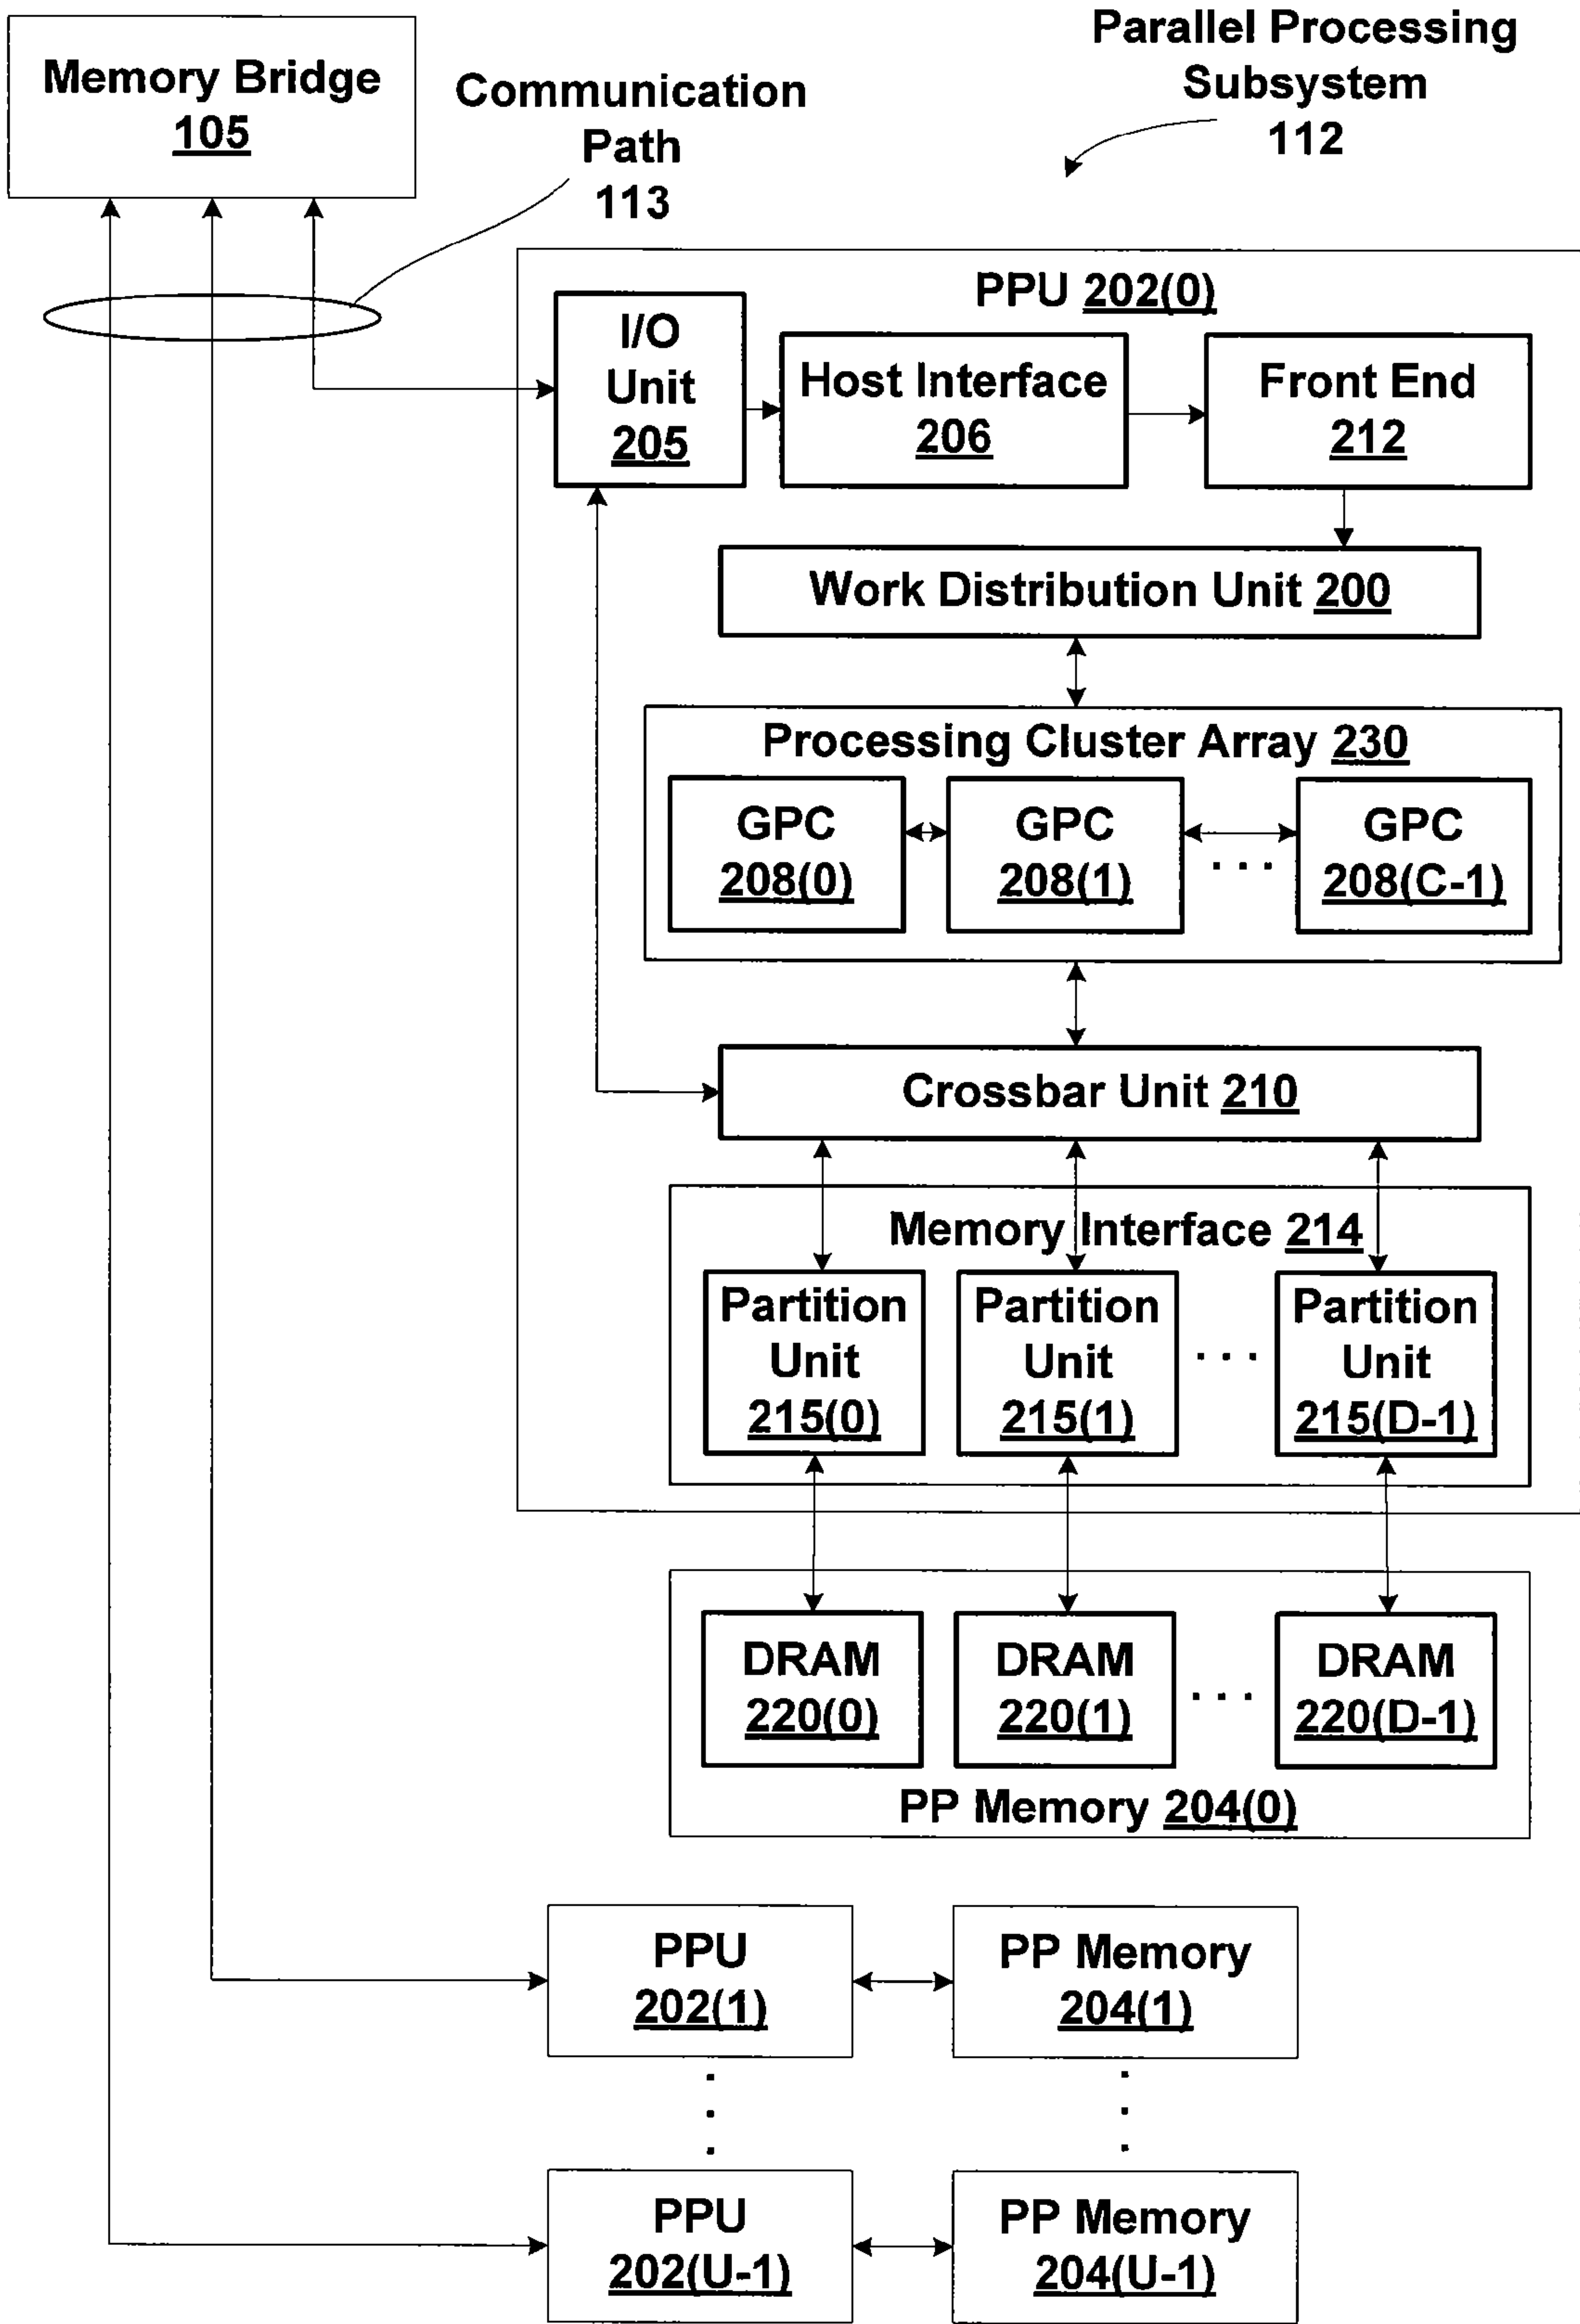 Memory Bridge
105
Communication
Path
113
Parallel Processing
Subsystem
112
PPU 202(0)
I/O
Unit
205
Host Interface
206
Front End
212
Work Distribution Unit 200
Processing Cluster Array 230
GPC
208(0)
GPC
208(1)
. . .
GPC
208(C-1)
Crossbar Unit 210
Memory Interface 214
Partition
Unit
215(0)
Partition
Unit
215(1)
. . .
Partition
Unit
215(D-1)
DRAM
220(0)
DRAM
220(1)
. . .
DRAM
220(D-1)
PP Memory 204(0)
PPU
202(1)
PP Memory
204(1)
.
.
.
.
.
.
PPU
202(U-1)
PP Memory
204(U-1)